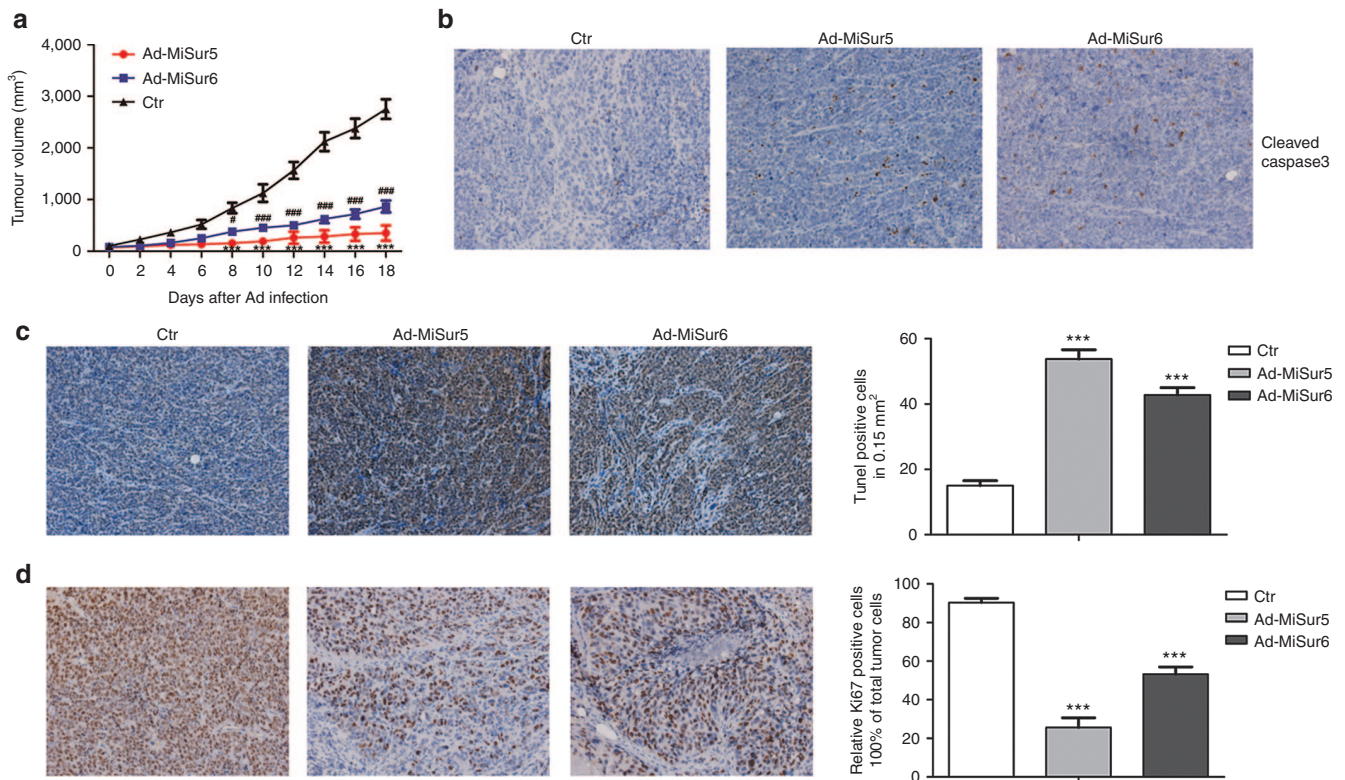 a
Ad-MiSur5
Ad-MiSur6
Ctr
Tumour volume (mm³)
4,000
3,000
2,000
1,000
0
# ### ### ### ### ###
*** *** *** *** *** ***
0 2 4 6 8 10 12 14 16 18
Days after Ad infection
b
Ctr Ad-MiSur5 Ad-MiSur6
Cleaved
caspase3
c
Ctr Ad-MiSur5 Ad-MiSur6
Tunel positive cells
in 0.15 mm²
60
40
20
0
***
***
Ctr
Ad-MiSur5
Ad-MiSur6
d
Relative Ki67 positive cells
100% of total tumor cells
100
80
60
40
20
0
***
***
Ctr
Ad-MiSur5
Ad-MiSur6